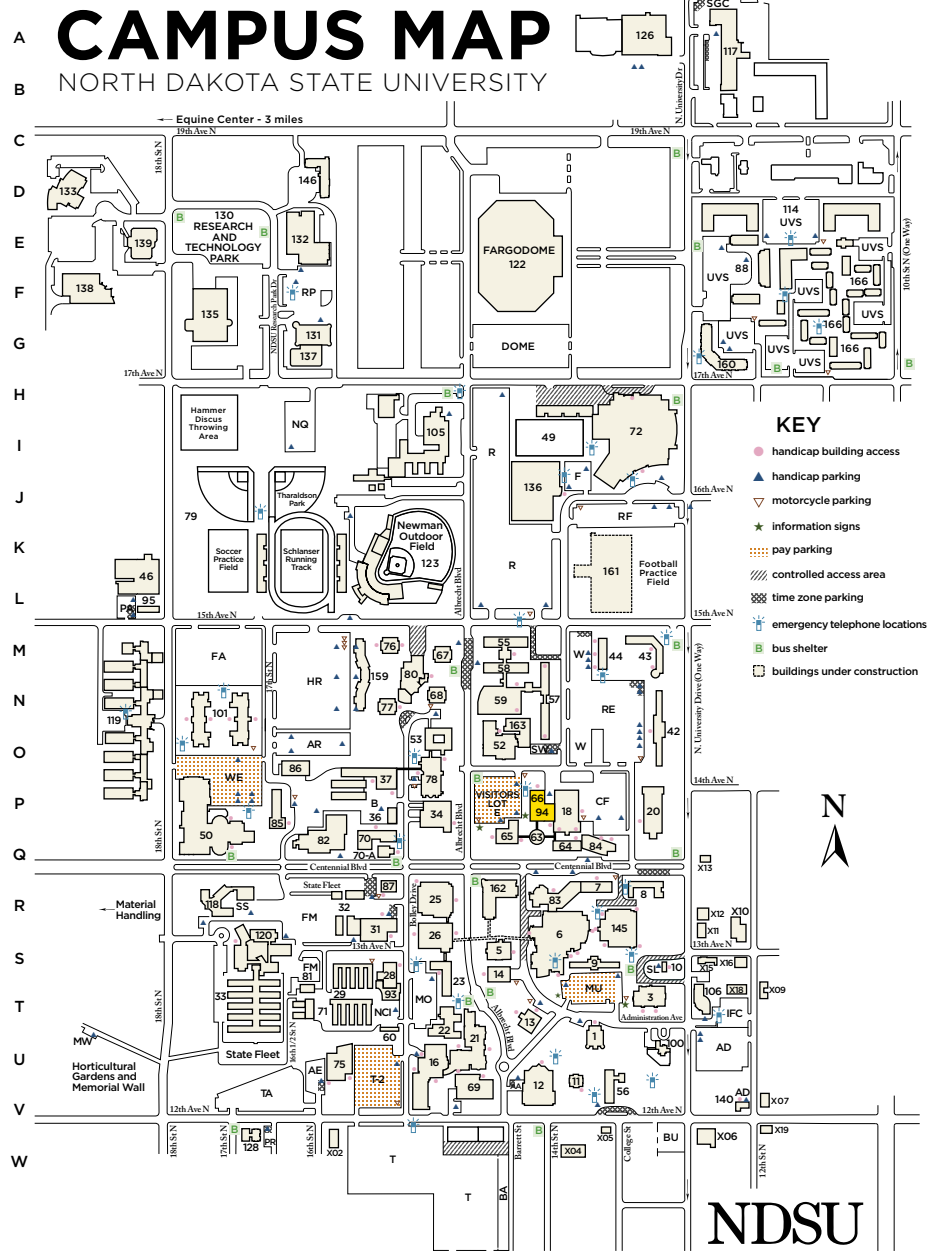 CAMPUS MAP
NORTH DAKOTA STATE UNIVERSITY
A
B
C
D
E
F
G
H
I
J
K
L
M
N
O
P
Q
R
S
T
U
V
W
SGC
126
117
N. University Dr
Equine Center - 3 miles
19th Ave N
19th Ave N
18th St N
B
133
146
B
130
RESEARCH
AND
TECHNOLOGY
PARK
B
132
139
138
135
NDSU Research Park Dr
RP
131
137
FARGODOME
122
DOME
114
UVS
B
UVS
88
UVS
166
UVS
UVS
166
UVS
UVS
UVS
166
160
B
B
10th St N (One Way)
17th Ave N
17th Ave N
Hammer
Discus
Throwing
Area
NQ
B
105
R
49
72
B
136
F
16th Ave N
79
Tharaldson
Park
RF
Soccer
Practice
Field
Schlanser
Running
Track
Newman
Outdoor
Field
123
R
161
Football
Practice
Field
46
95
Albrecht Blvd
15th Ave N
15th Ave N
KEY
handicap building access
handicap parking
motorcycle parking
information signs
pay parking
controlled access area
time zone parking
emergency telephone locations
B
bus shelter
buildings under construction
FA
17th St N
HR
76
159
80
67
B
68
77
55
58
57
59
163
52
SW
W
44
43
B
RE
42
W
N. University Drive (One Way)
119
101
AR
53
78
86
37
WE
B
36
34
85
82
70
70-A
50
B
B
18th St N
Albrecht Blvd
14th Ave N
B
VISITORS
LOT
E
66
94
18
CF
20
65
63
64
84
B
N
Centennial Blvd
Centennial Blvd
X13
Material
Handling
State Fleet
87
118
SS
32
FM
31
13th Ave N
Bolley Drive
25
26
B
162
83
7
8
6
145
5
X12
X11
X10
13th Ave N
120
FM
81
28
93
29
33
71
NCI
60
MO
23
14
B
B
9
B
SL
10
MU
3
Administration Ave
X15
X16
106
X18
X09
IFC
18th St N
16th 1/2 St N
State Fleet
22
21
Albrecht Blvd
13
1
100
AD
MW
Horticultural
Gardens and
Memorial Wall
TA
AE
75
T-2
16
69
AA
12
11
56
AD
140
X07
12th Ave N
12th Ave N
18th St N
17th St N
B
128
PR
16th St N
X02
T
T
BA
Barrett St
B
14th St N
X04
X05
College St
BU
X06
12th St N
X19
NDSU